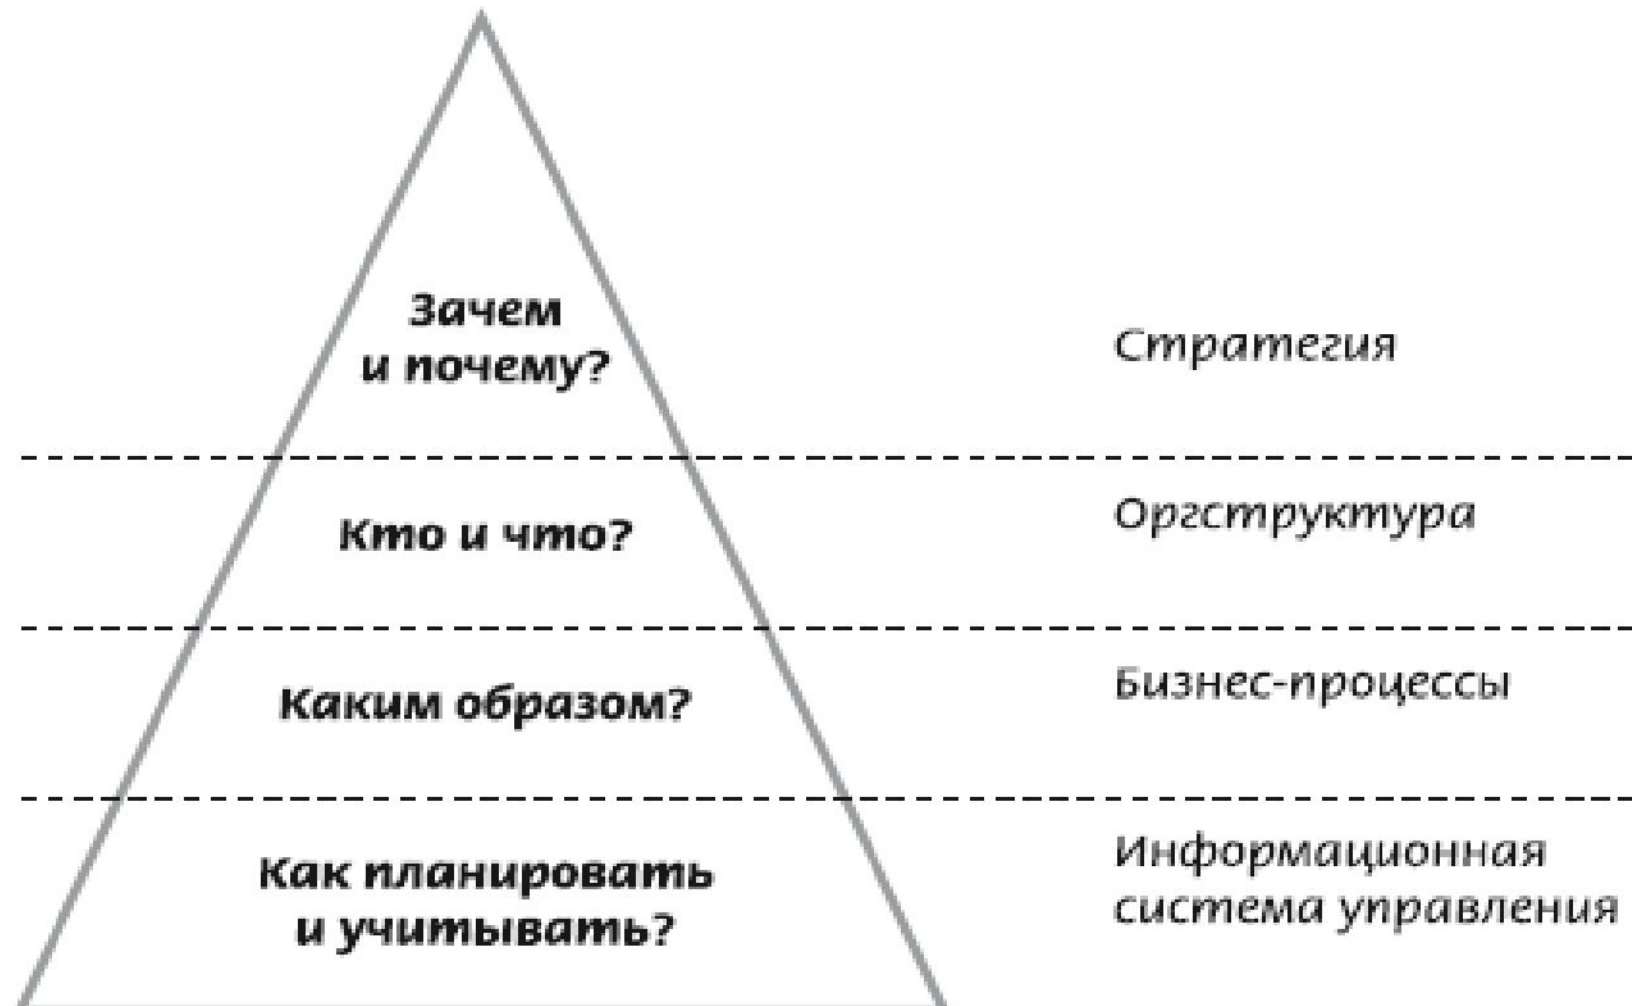 Зачем
и почему?
Стратегия
Кто и что?
Оргструктура
Каким образом?
Бизнес-процессы
Как планировать
и учитывать?
Информационная
система управления